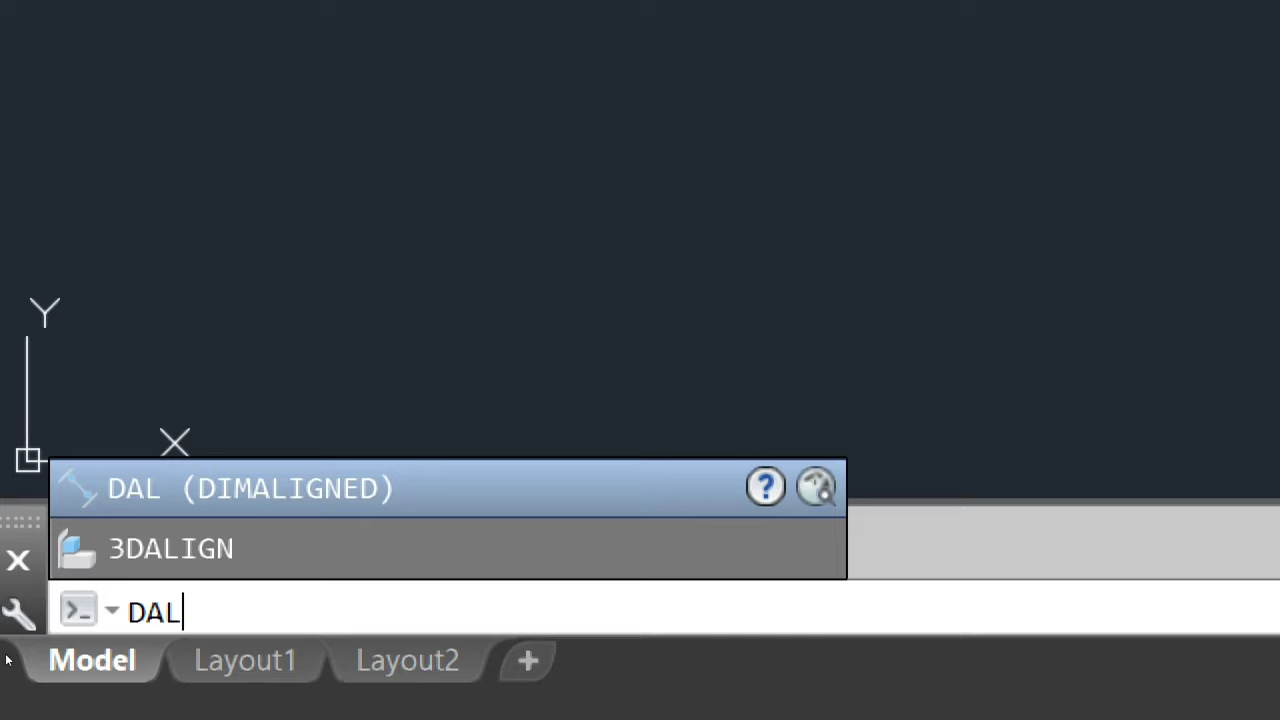 Y
X
DAL (DIMALIGNED)
?
3DALIGN
DAL
Model
Layout1
Layout2
+